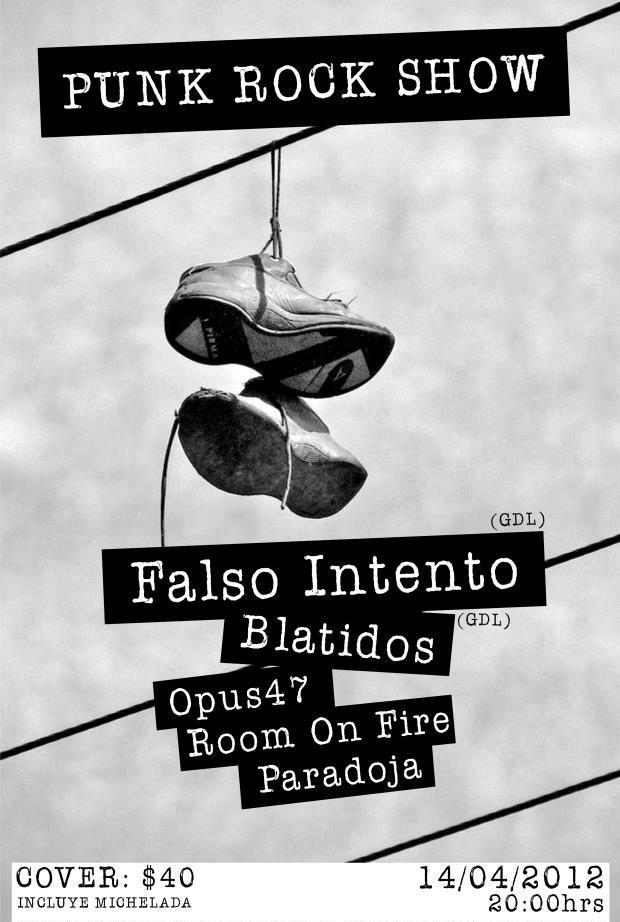 PUNK ROCK SHOW
(GDL)
Falso Intento
(GDL)
Blatidos
Opus47
Room On Fire
Paradoja
COVER: $40
INCLUYE MICHELADA
14/04/2012
20:00hrs